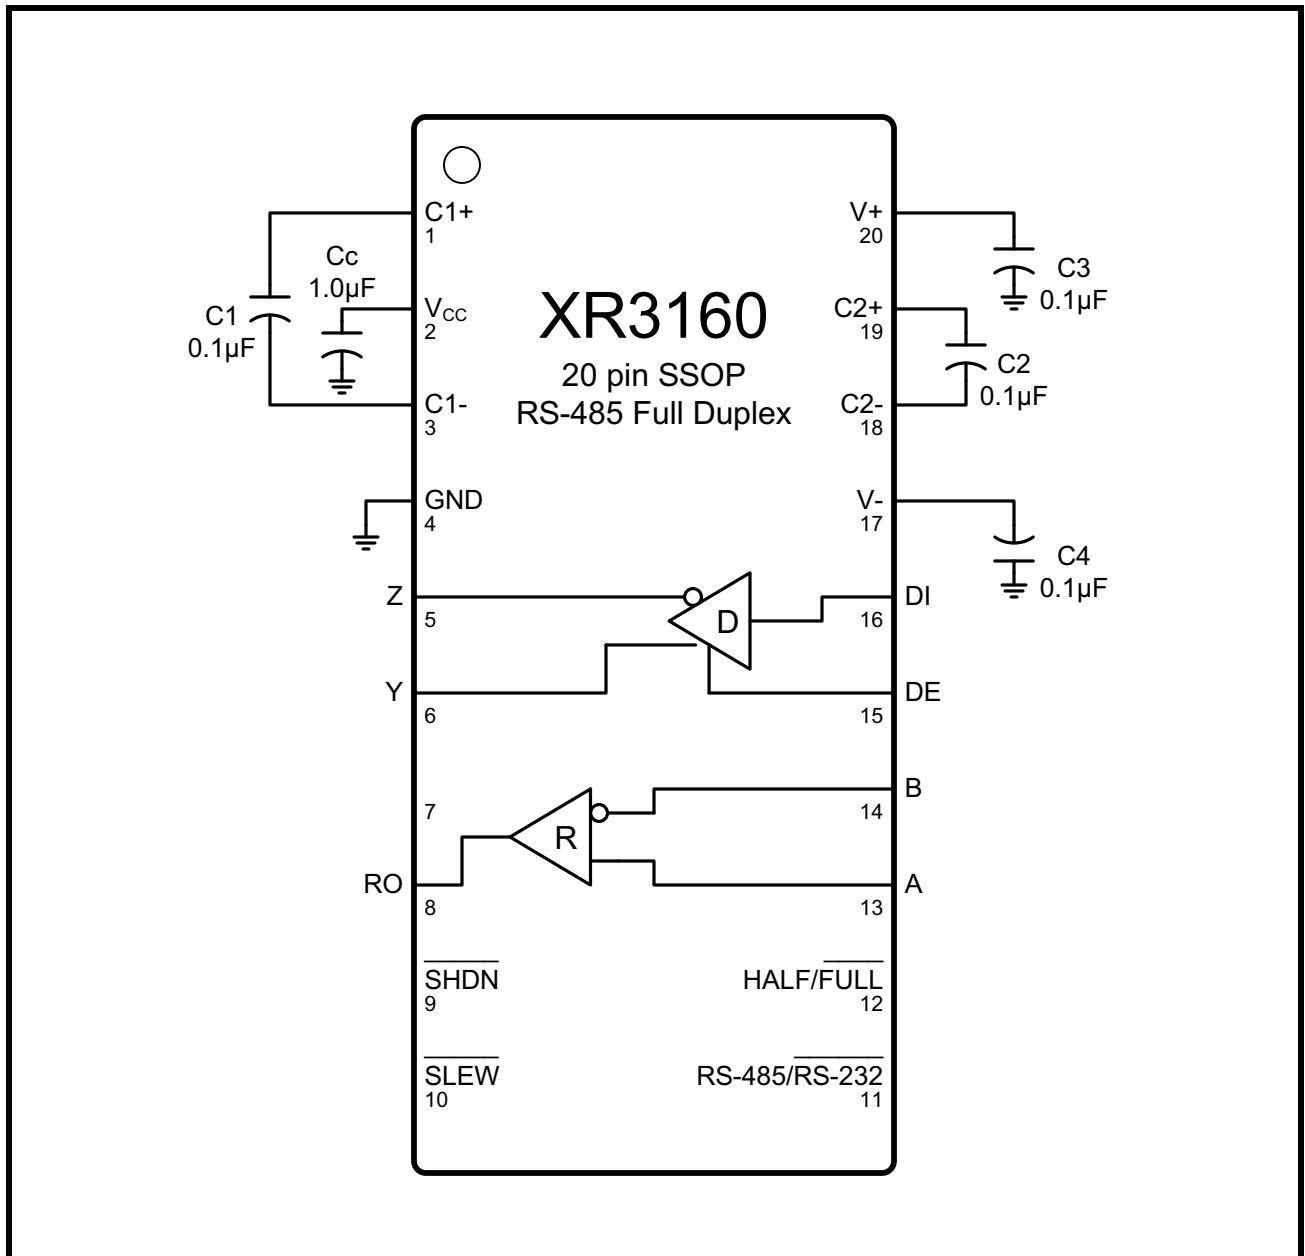 C1+
1
Cc
1.0µF
VCC
2
C1
0.1µF
C1-
3
GND
4
Z
5
Y
6
7
RO
8
SHDN
9
SLEW
10
XR3160
20 pin SSOP
RS-485 Full Duplex
D
R
V+
20
C3
0.1µF
C2+
19
C2
0.1µF
C2-
18
V-
17
C4
0.1µF
DI
16
DE
15
B
14
A
13
HALF/FULL
12
RS-485/RS-232
11